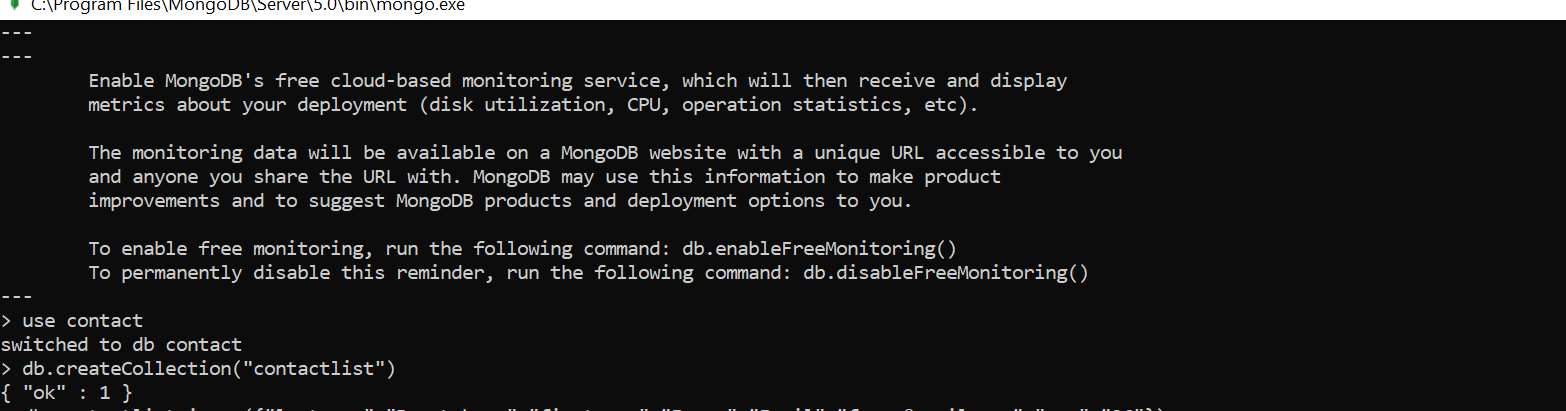 C:\Program Files\MongoDB\Server\5.0\bin\mongo.exe
---
---
Enable MongoDB's free cloud-based monitoring service, which will then receive and display
metrics about your deployment (disk utilization, CPU, operation statistics, etc).
The monitoring data will be available on a MongoDB website with a unique URL accessible to you
and anyone you share the URL with. MongoDB may use this information to make product
improvements and to suggest MongoDB products and deployment options to you.
To enable free monitoring, run the following command: db.enableFreeMonitoring()
To permanently disable this reminder, run the following command: db.disableFreeMonitoring()
---
> use contact
switched to db contact
> db.createCollection("contactlist")
{ "ok" : 1 }